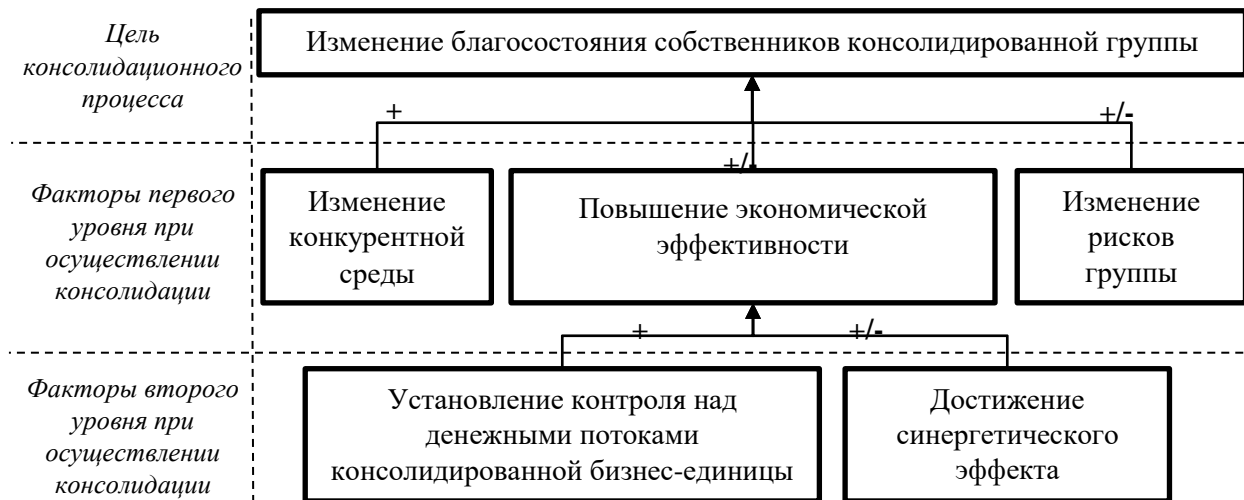 Цель
консолидационного
процесса
Изменение благосостояния собственников консолидированной группы
+
+/-
+/-
Факторы первого
уровня при
осуществлении
консолидации
Изменение
конкурентной
среды
Повышение экономической
эффективности
Изменение
рисков
группы
+
+/-
Факторы второго
уровня при
осуществлении
консолидации
Установление контроля над
денежными потоками
консолидированной бизнес-единицы
Достижение
синергетического
эффекта